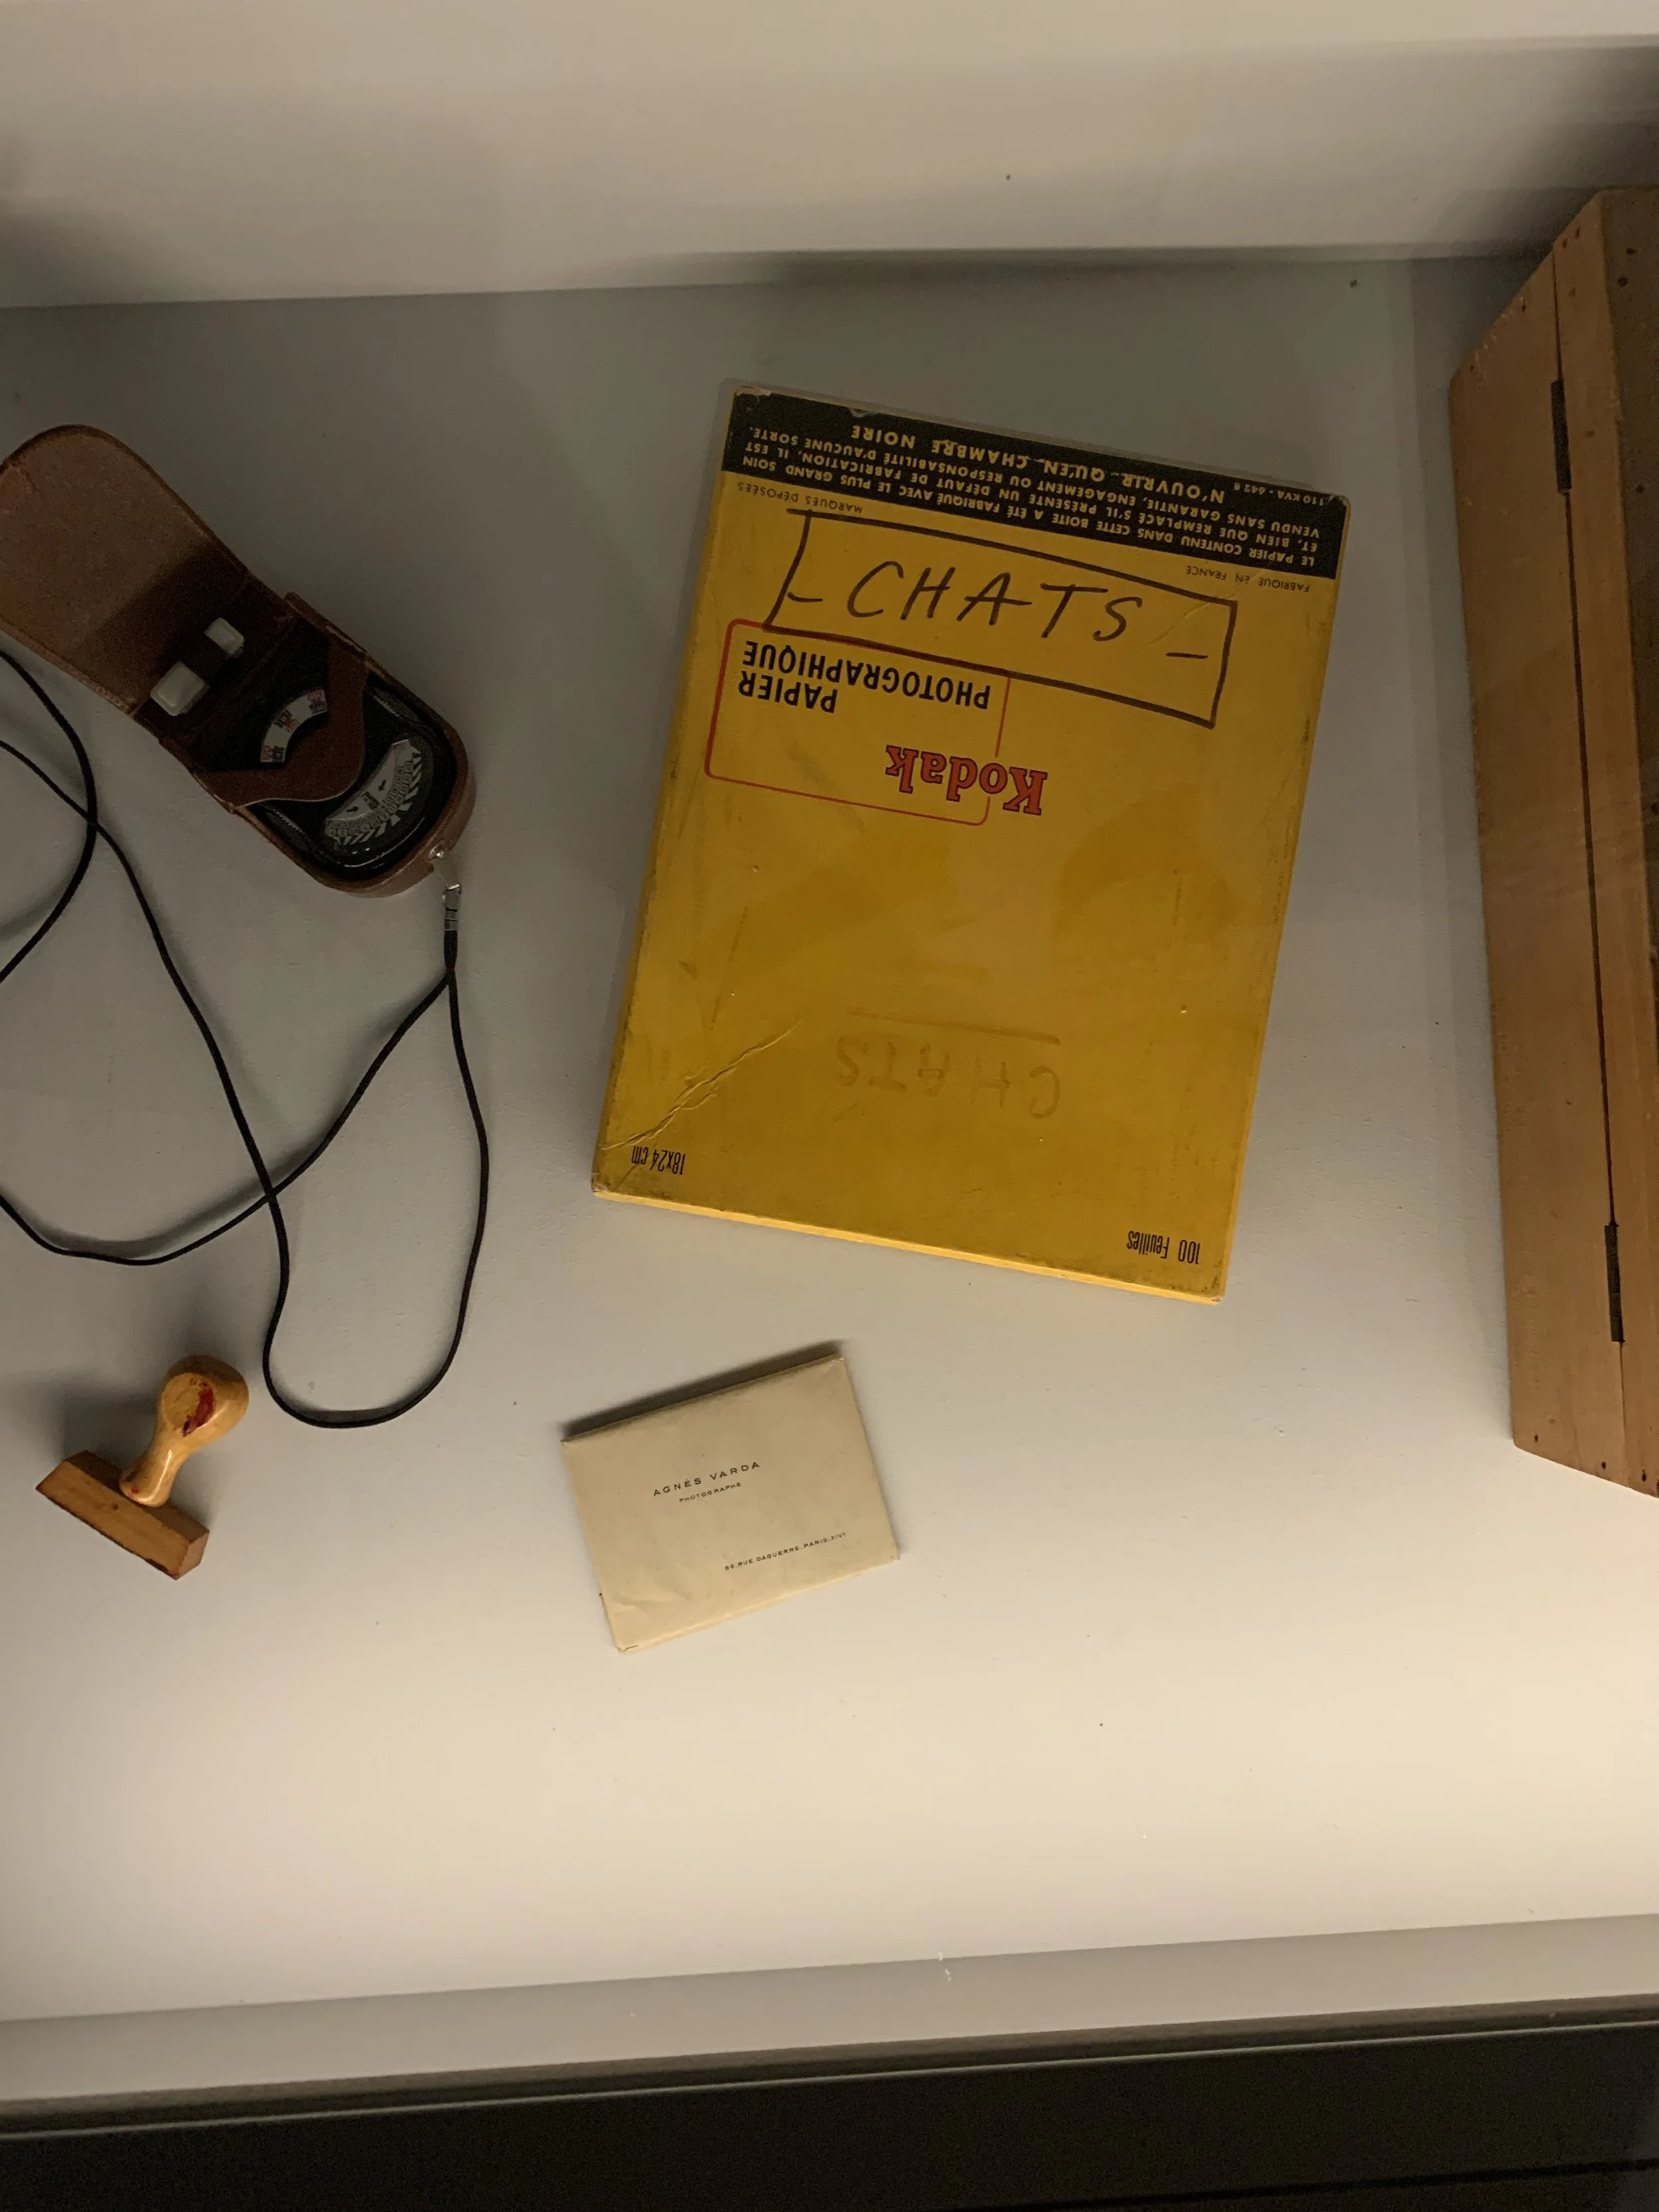 - CHATS -
110 KVA - 642 B
N'OUVRIR QU'EN CHAMBRE NOIRE
LE PAPIER CONTENU DANS CETTE BOITE A ÉTÉ FABRIQUÉ AVEC LE PLUS GRAND SOIN
ET, BIEN QUE REMPLACÉ S'IL PRÉSENTE UN DÉFAUT DE FABRICATION, IL EST
VENDU SANS GARANTIE, ENGAGEMENT OU RESPONSABILITÉ D'AUCUNE SORTE.
FABRIQUÉ EN FRANCE
MARQUES DÉPOSÉES
Kodak
PAPIER
PHOTOGRAPHIQUE
CHATS
100 Feuilles
18x24 cm
AGNÈS VARDA
PHOTOGRAPHE
RUE DAGUERRE. PARIS.